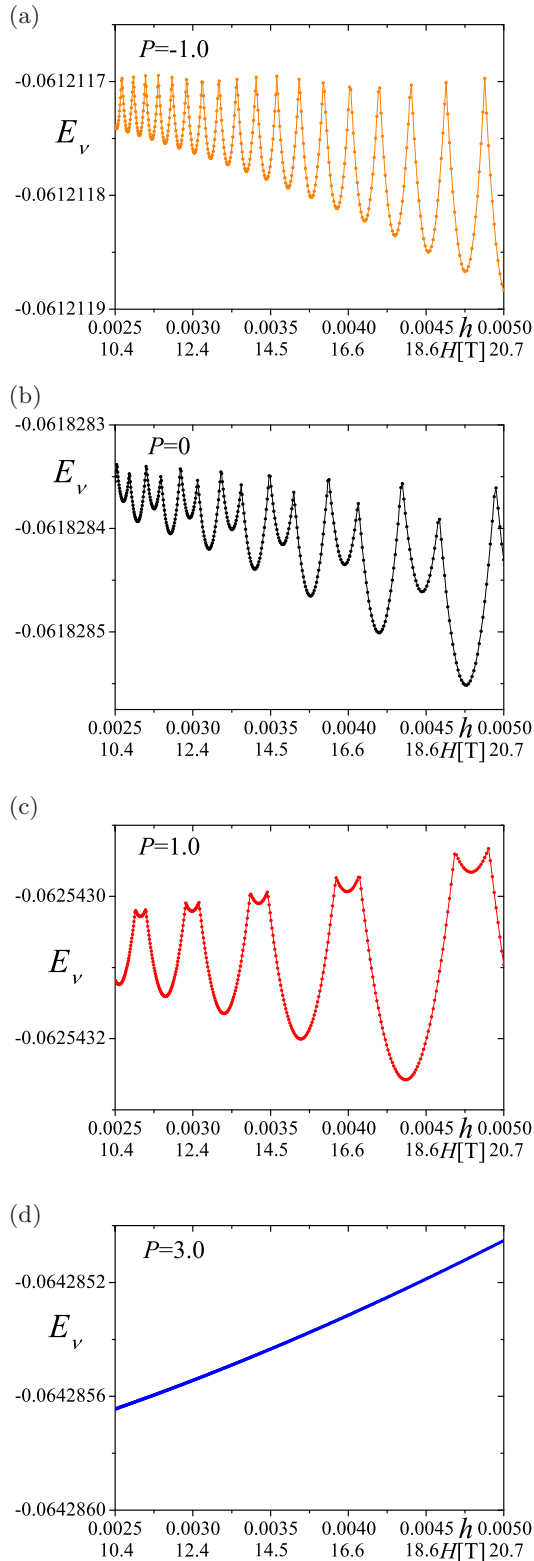 (a)
P=-1.0
-0.0612117
E_ν
-0.0612118
-0.0612119
0.0025 0.0030 0.0035 0.0040 0.0045 h 0.0050
10.4 12.4 14.5 16.6 18.6 H[T] 20.7
(b)
-0.0618283
P=0
E_ν
-0.0618284
-0.0618285
0.0025 0.0030 0.0035 0.0040 0.0045 h 0.0050
10.4 12.4 14.5 16.6 18.6 H[T] 20.7
(c)
P=1.0
-0.0625430
E_ν
-0.0625432
0.0025 0.0030 0.0035 0.0040 0.0045 h 0.0050
10.4 12.4 14.5 16.6 18.6 H[T] 20.7
(d)
P=3.0
-0.0642852
E_ν
-0.0642856
-0.0642860
0.0025 0.0030 0.0035 0.0040 0.0045 h 0.0050
10.4 12.4 14.5 16.6 18.6 H[T] 20.7